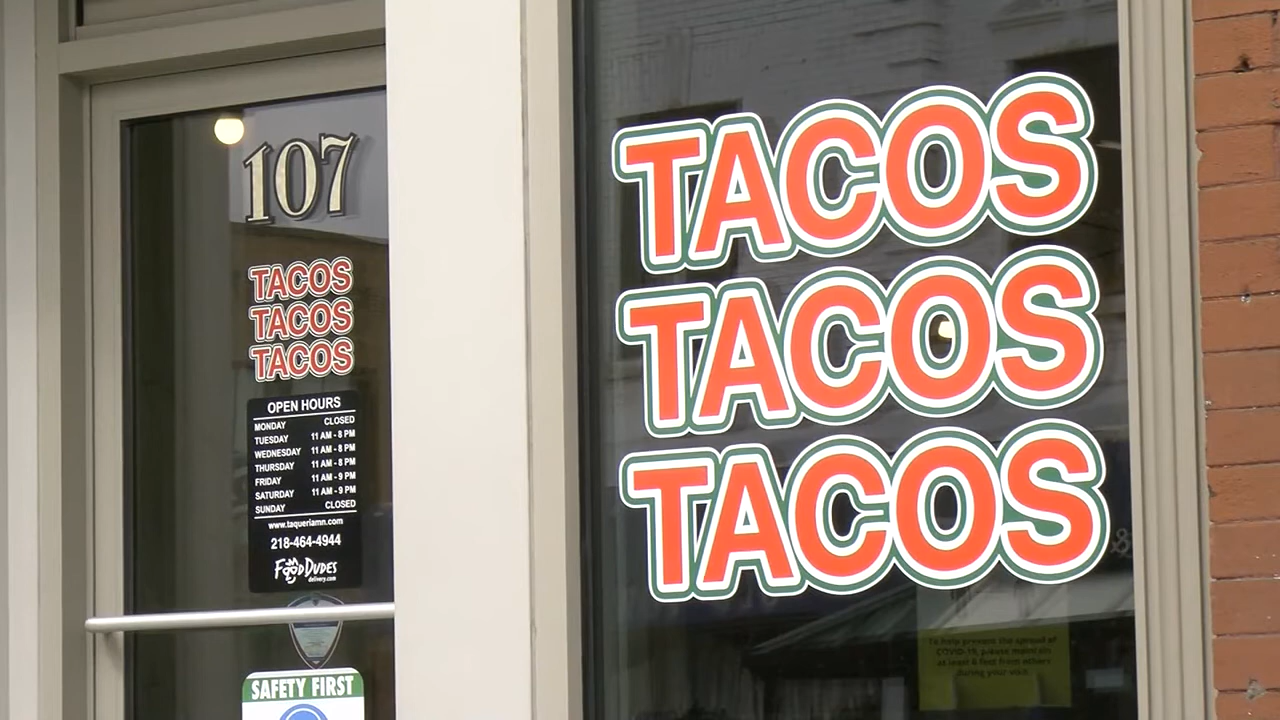 107
TACOS
TACOS
TACOS
OPEN HOURS
MONDAY CLOSED
TUESDAY 11 AM - 8 PM
WEDNESDAY 11 AM - 8 PM
THURSDAY 11 AM - 8 PM
FRIDAY 11 AM - 9 PM
SATURDAY 11 AM - 9 PM
SUNDAY CLOSED
www.taqueriamn.com
218-464-4944
FOODDUDES
delivery.com
SAFETY FIRST
TACOS
TACOS
TACOS
To help prevent the spread of
COVID-19, please maintain
at least 6 feet from others
during your visit.